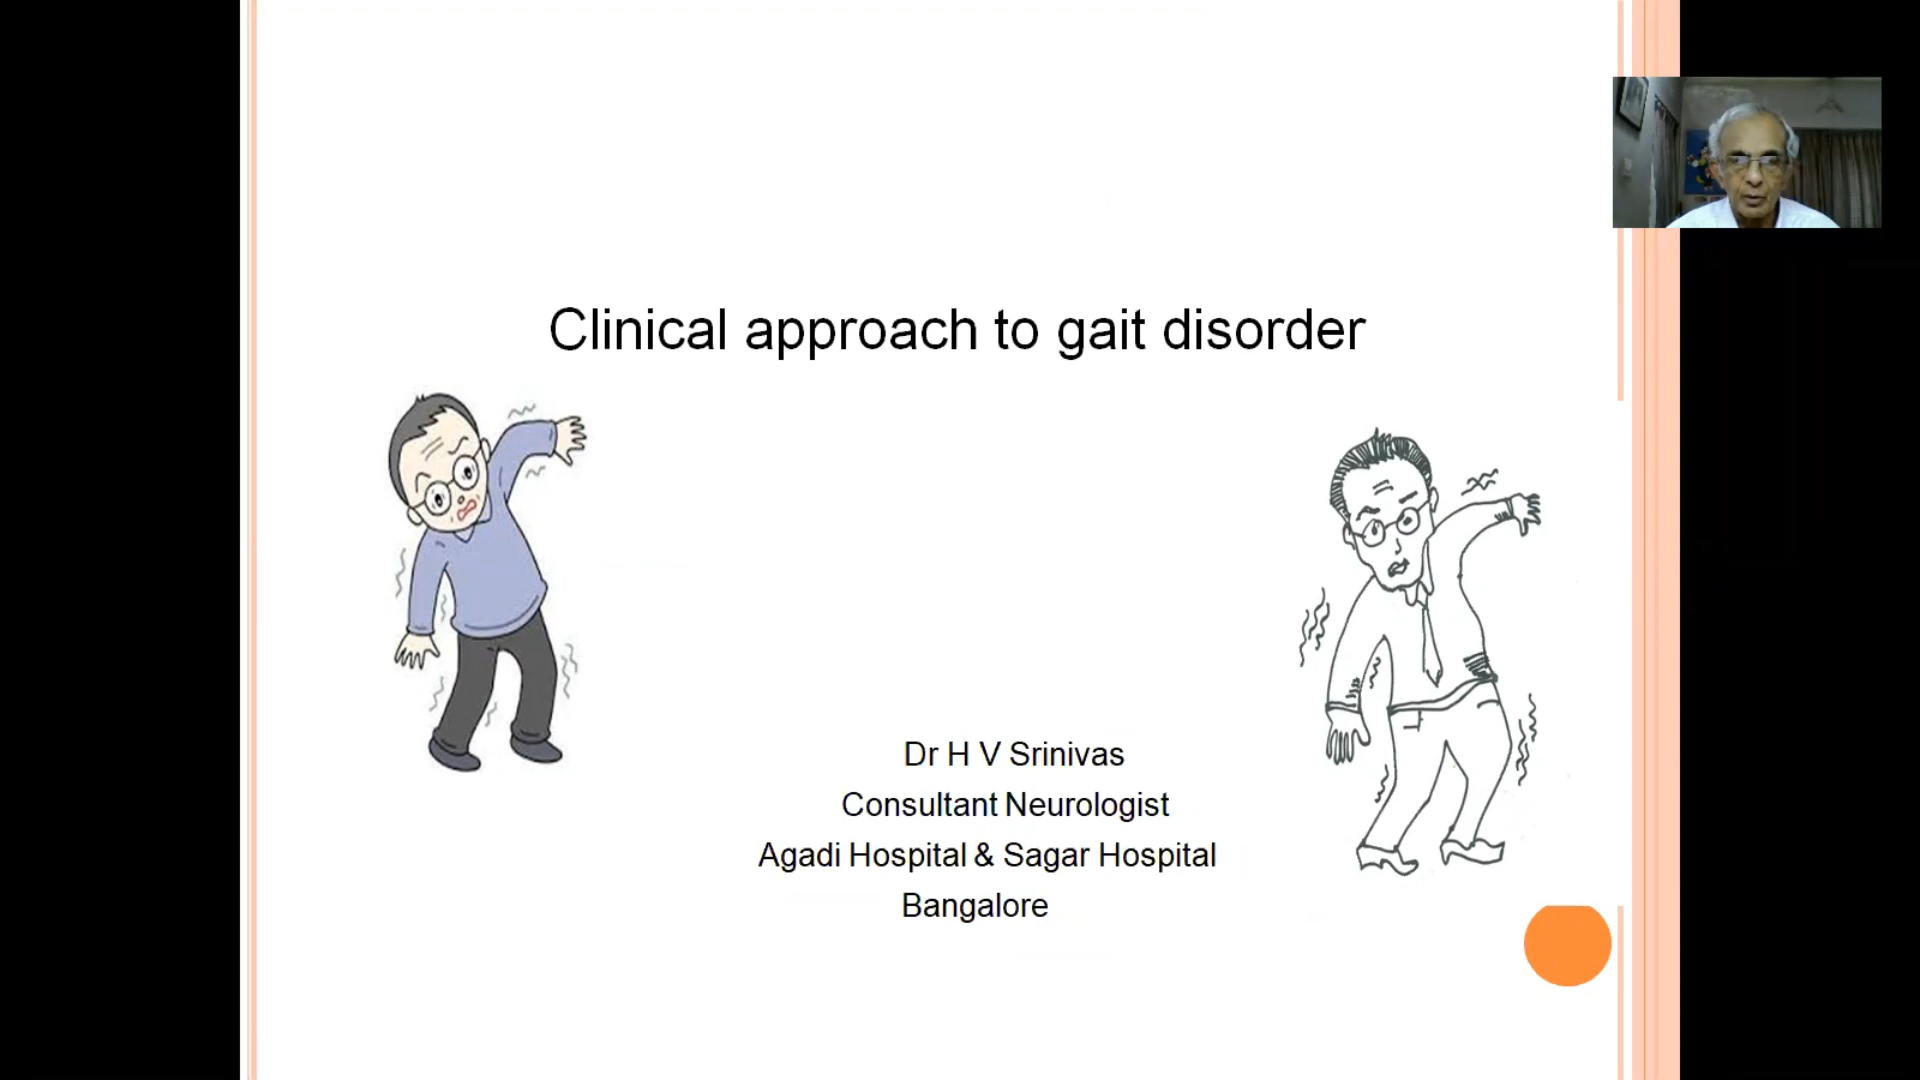 Clinical approach to gait disorder
Dr H V Srinivas
Consultant Neurologist
Agadi Hospital & Sagar Hospital
Bangalore